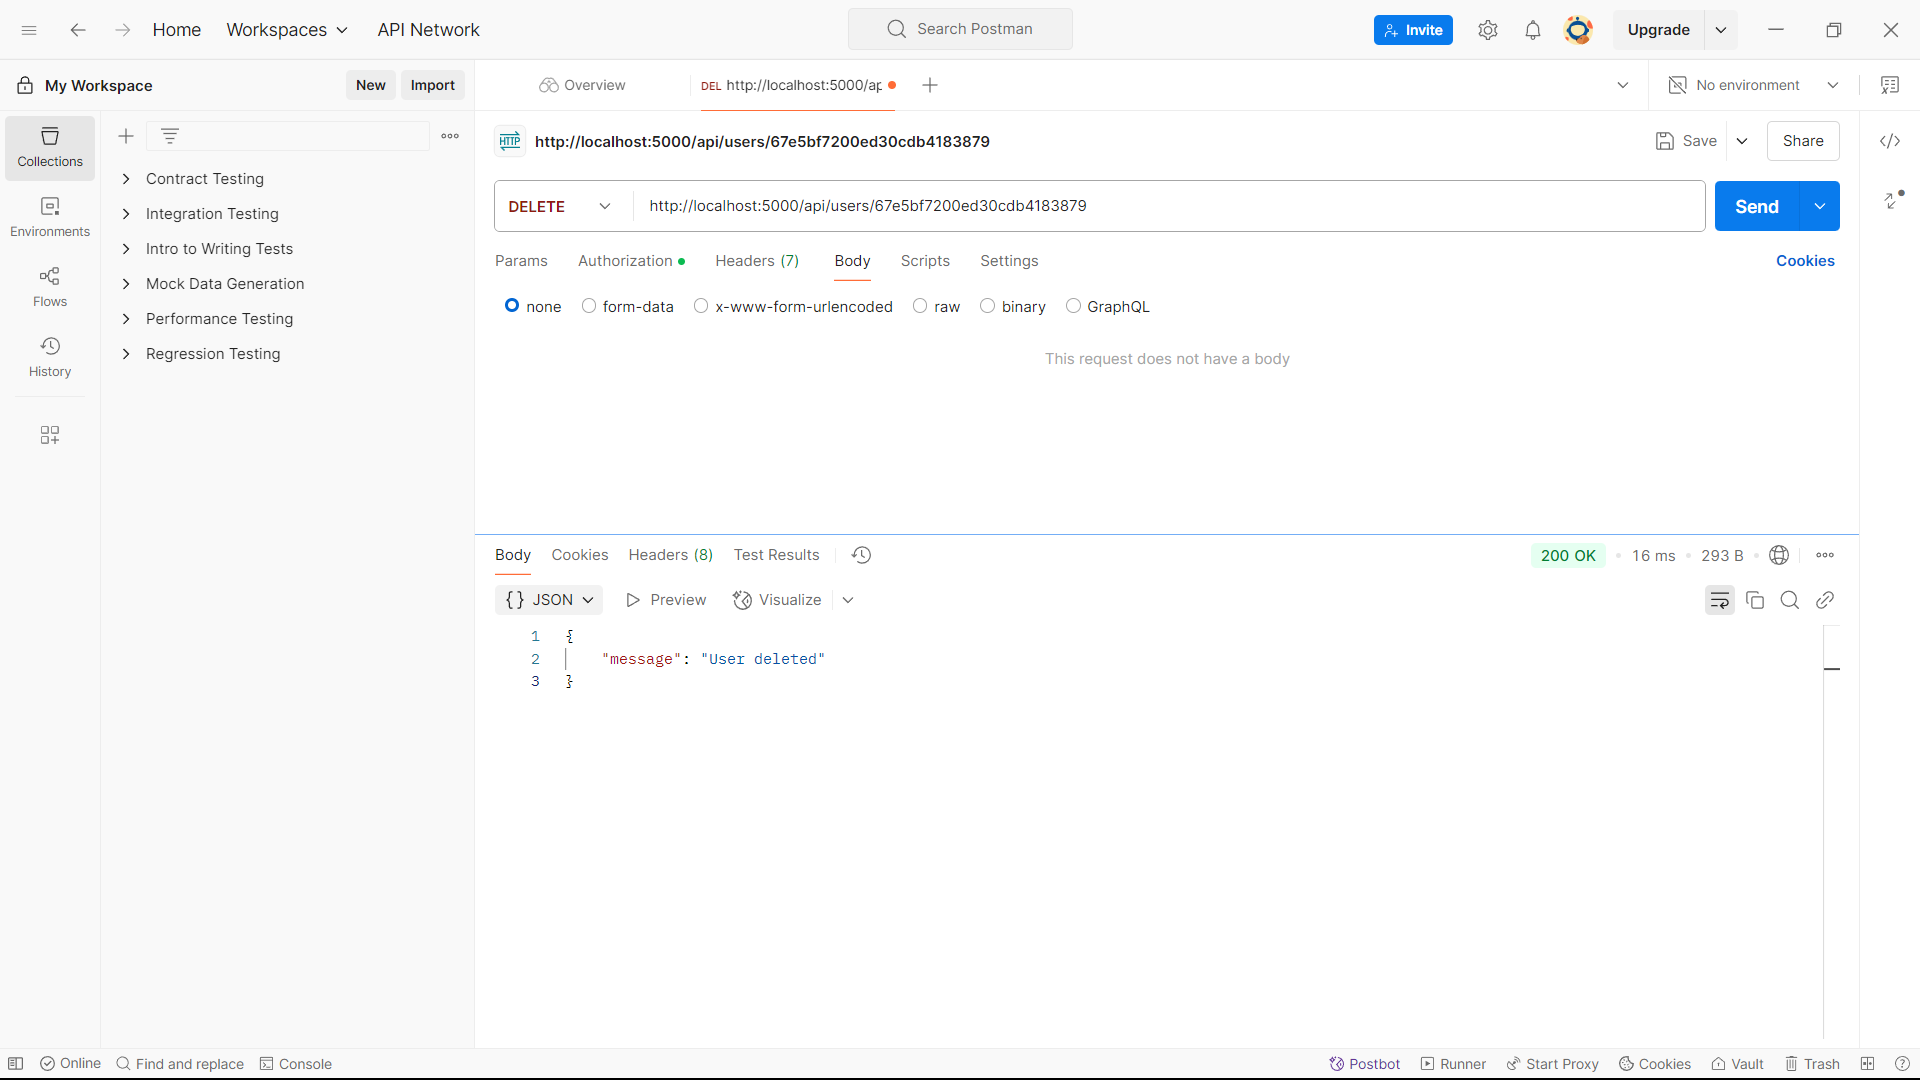 Home Workspaces API Network Search Postman Invite Upgrade
My Workspace New Import Overview DEL http://localhost:5000/ap No environment
HTTP http://localhost:5000/api/users/67e5bf7200ed30cdb4183879 Save Share
Collections
Contract Testing
Integration Testing
Intro to Writing Tests
Mock Data Generation
Performance Testing
Regression Testing
Environments
Flows
History
DELETE http://localhost:5000/api/users/67e5bf7200ed30cdb4183879 Send
Params Authorization Headers (7) Body Scripts Settings Cookies
none form-data x-www-form-urlencoded raw binary GraphQL
This request does not have a body
Body Cookies Headers (8) Test Results 200 OK 16 ms 293 B
{} JSON Preview Visualize
1 {
2 "message": "User deleted"
3 }
Online Find and replace Console Postbot Runner Start Proxy Cookies Vault Trash